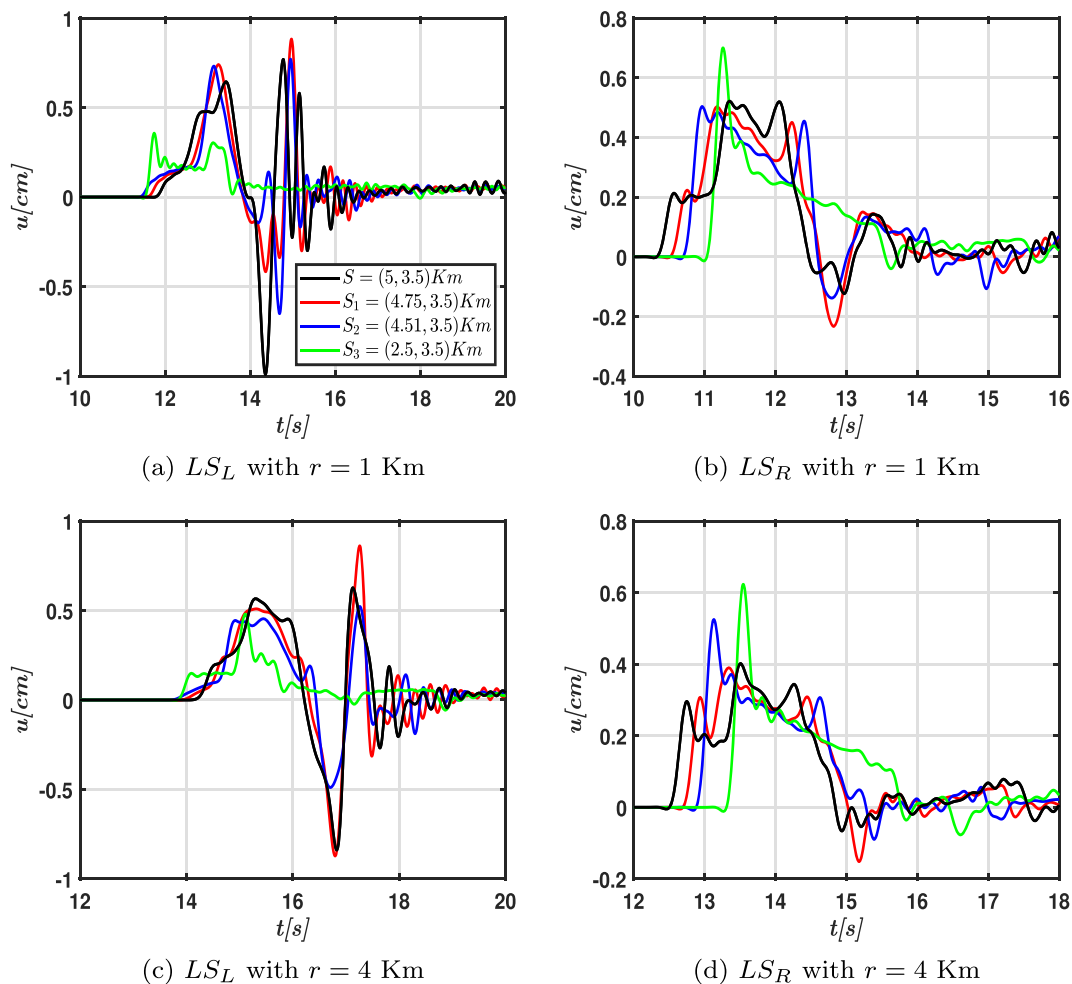 1
0.5
0
-0.5
-1
u[cm]
10 12 14 16 18 20
t[s]
S = (5, 3.5)Km
S₁ = (4.75, 3.5)Km
S₂ = (4.51, 3.5)Km
S₃ = (2.5, 3.5)Km
(a) LS_L with r = 1 Km
0.8
0.6
0.4
0.2
0
-0.2
-0.4
u[cm]
10 11 12 13 14 15 16
t[s]
(b) LS_R with r = 1 Km
1
0.5
0
-0.5
-1
u[cm]
12 14 16 18 20
t[s]
(c) LS_L with r = 4 Km
0.8
0.6
0.4
0.2
0
-0.2
u[cm]
12 13 14 15 16 17 18
t[s]
(d) LS_R with r = 4 Km